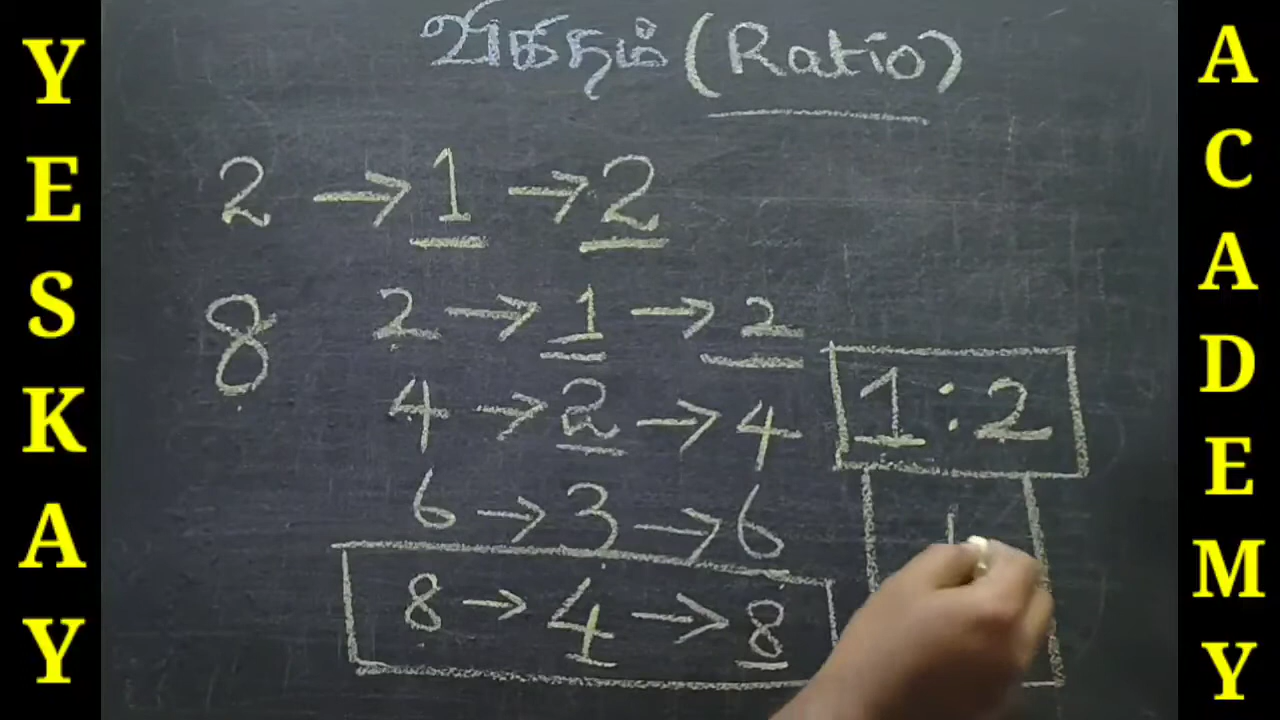 YESKAY
விகிதம் (Ratio)
2 → 1 → 2
8
2 → 1 → 2
4 → 2 → 4
6 → 3 → 6
8 → 4 → 8
1 : 2
ACCADEMY